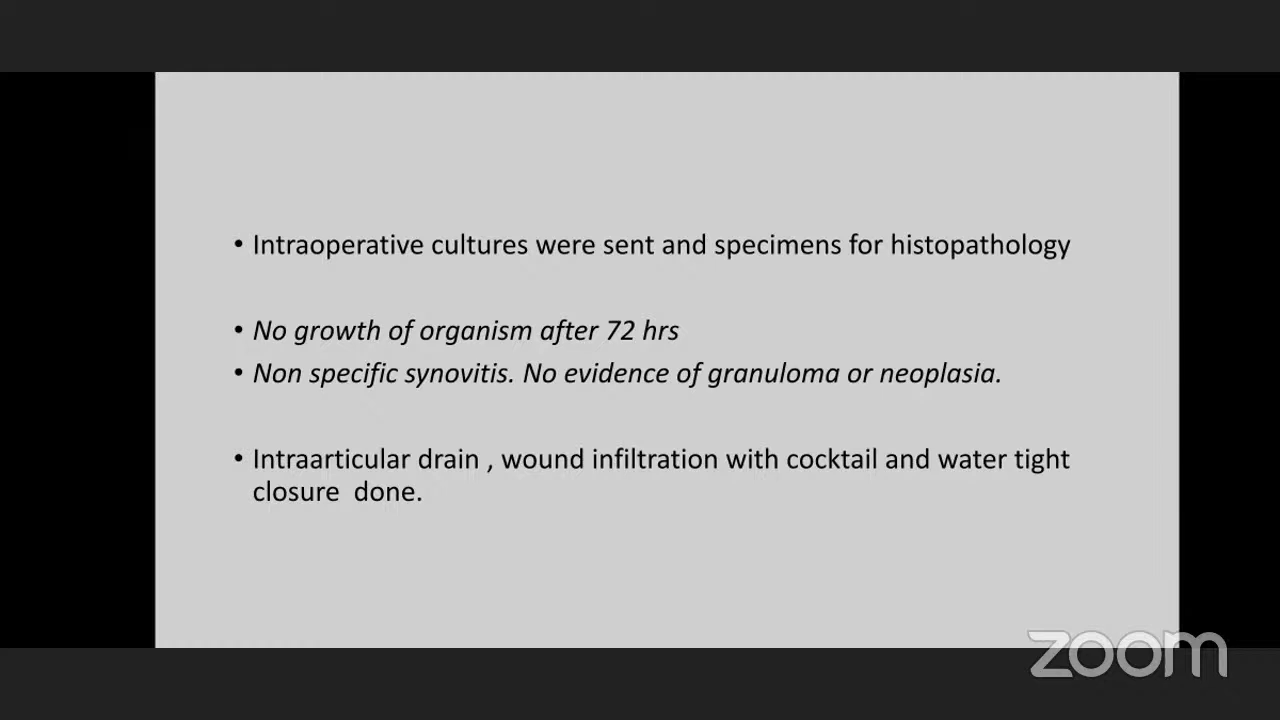 • Intraoperative cultures were sent and specimens for histopathology
• No growth of organism after 72 hrs
• Non specific synovitis. No evidence of granuloma or neoplasia.
• Intraarticular drain , wound infiltration with cocktail and water tight
closure  done.
zoom